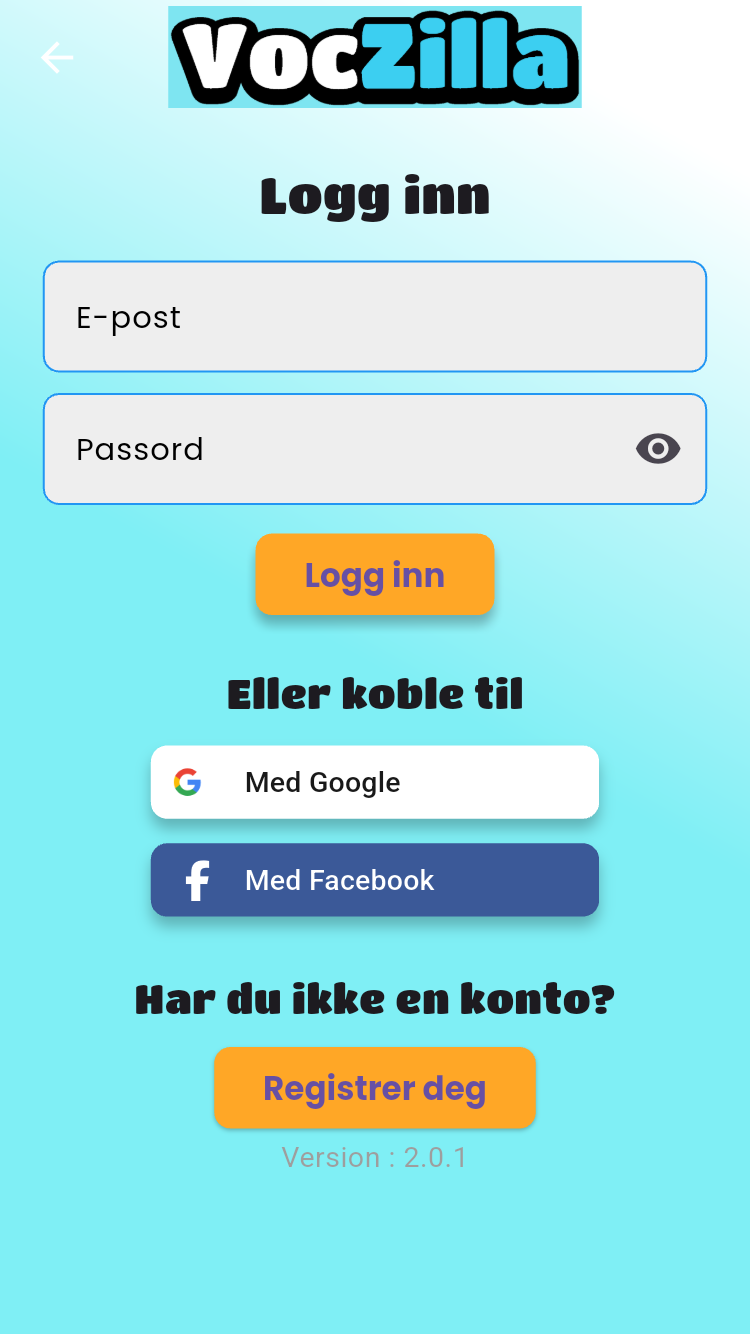 VocZilla
Logg inn
E-post
Passord
Logg inn
Eller koble til
Med Google
Med Facebook
Har du ikke en konto?
Registrer deg
Version : 2.0.1